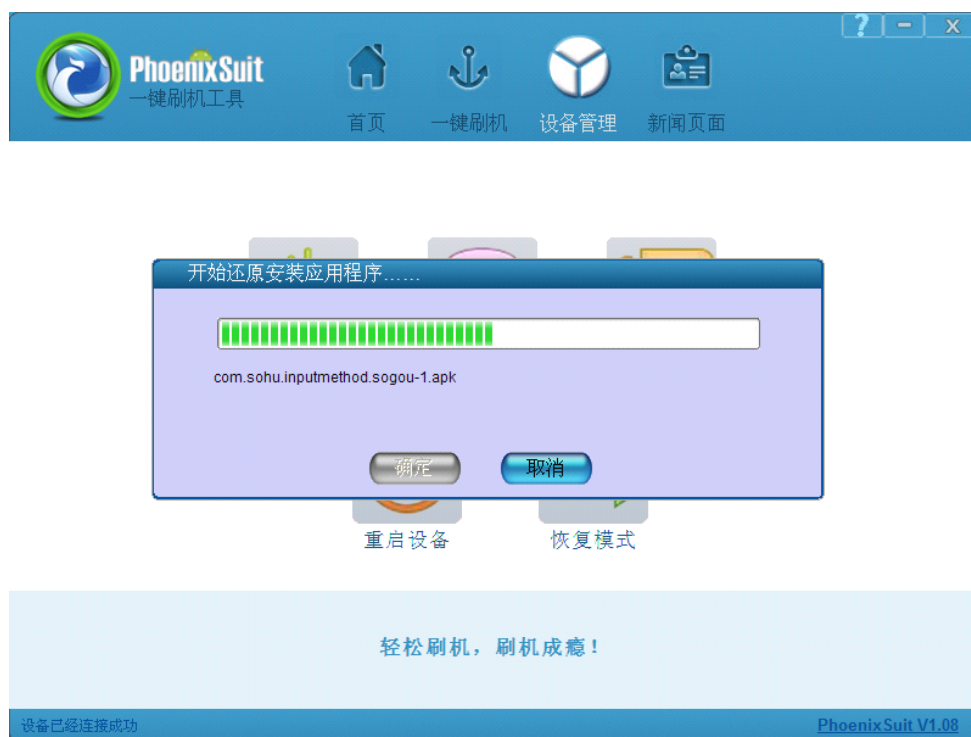 ? - x
PhoenixSuit
一键刷机工具
首页 一键刷机 设备管理 新闻页面
开始还原安装应用程序……
com.sohu.inputmethod.sogou-1.apk
确定 取消
重启设备 恢复模式
轻松刷机，刷机成瘾！
设备已经连接成功 PhoenixSuit V1.08